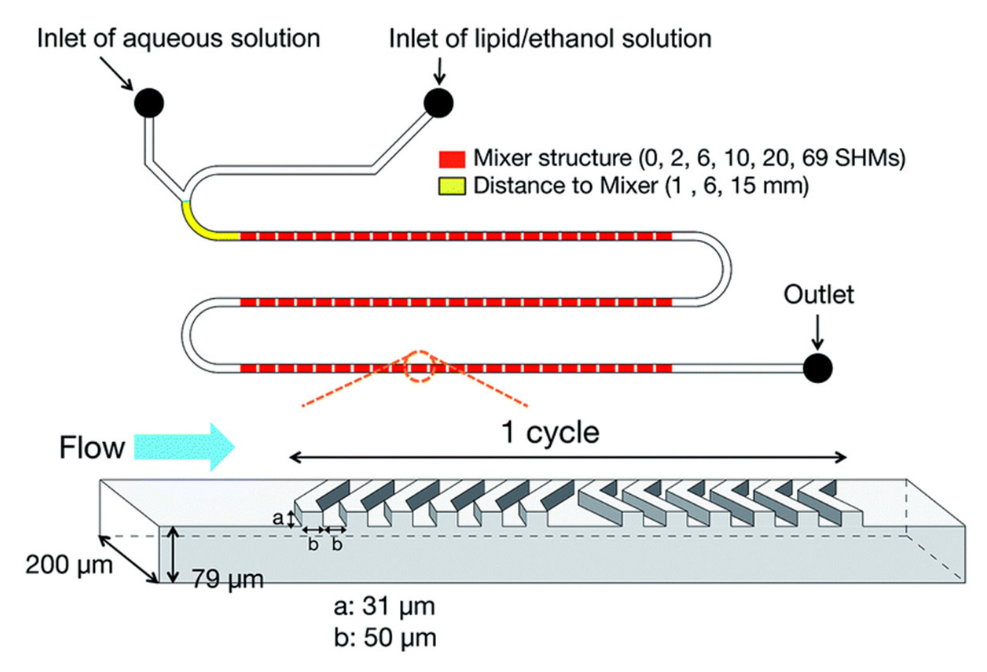 Inlet of aqueous solution
Inlet of lipid/ethanol solution
Mixer structure (0, 2, 6, 10, 20, 69 SHMs)
Distance to Mixer (1 , 6, 15 mm)
Outlet
Flow
1 cycle
a
b b
200 µm
79 µm
a: 31 µm
b: 50 µm